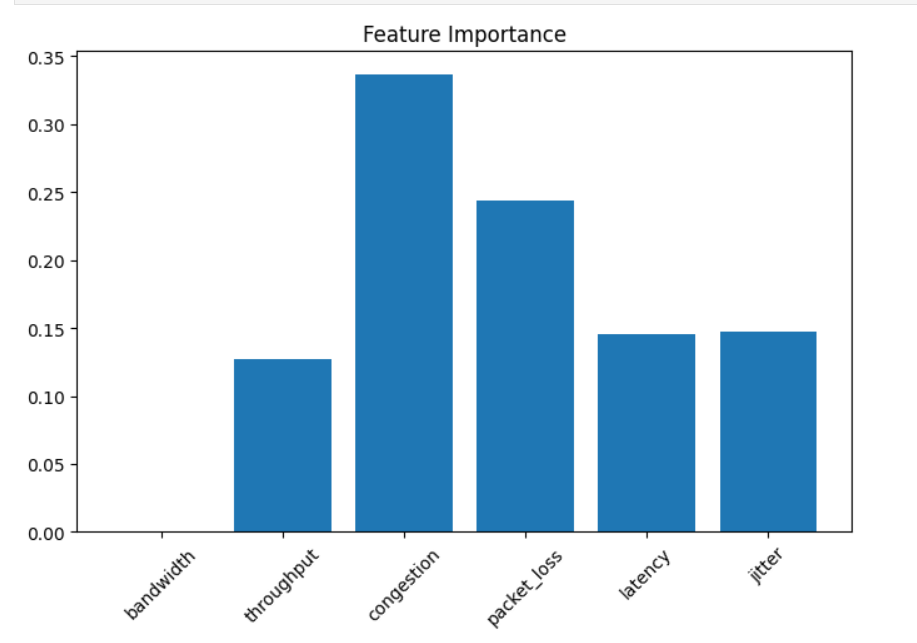 Feature Importance
0.35
0.30
0.25
0.20
0.15
0.10
0.05
0.00
bandwidth
throughput
congestion
packet_loss
latency
jitter